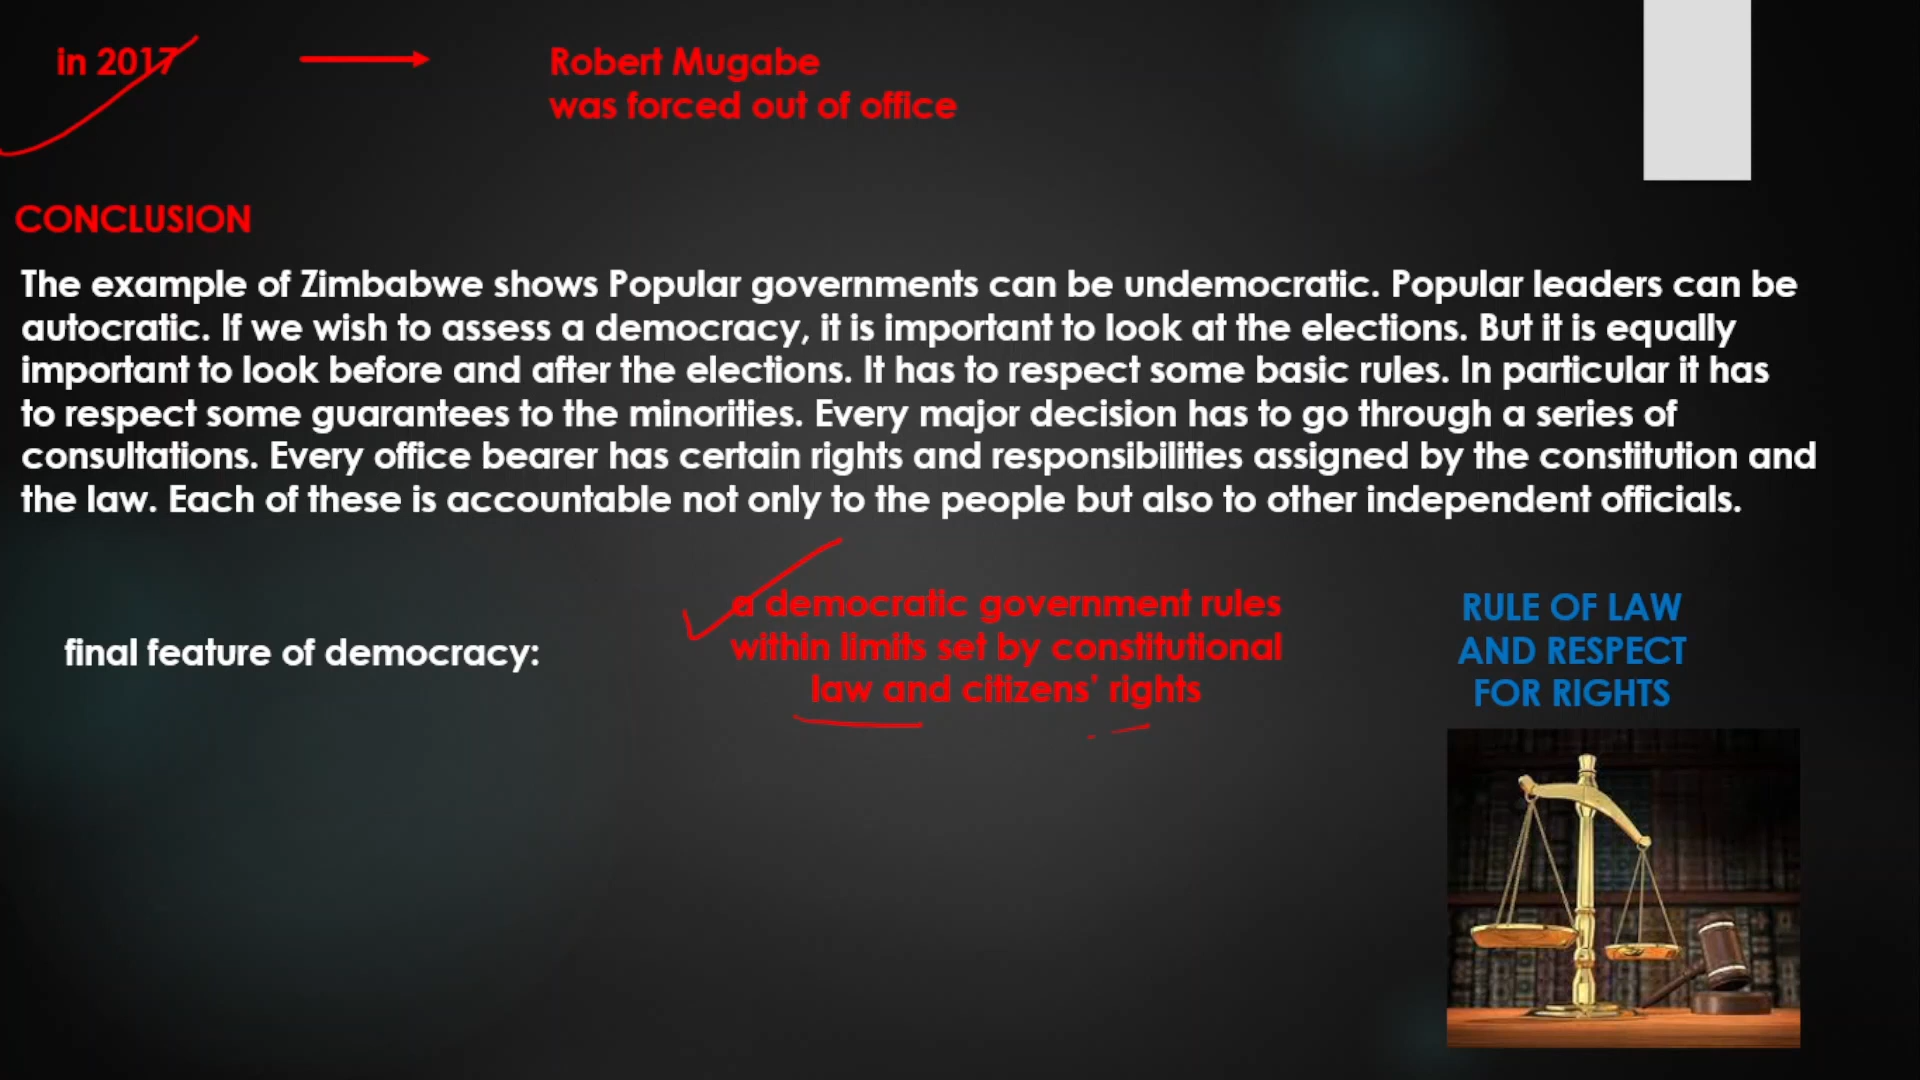 in 2017
Robert Mugabe
was forced out of office
CONCLUSION
The example of Zimbabwe shows Popular governments can be undemocratic. Popular leaders can be
autocratic. If we wish to assess a democracy, it is important to look at the elections. But it is equally
important to look before and after the elections. It has to respect some basic rules. In particular it has
to respect some guarantees to the minorities. Every major decision has to go through a series of
consultations. Every office bearer has certain rights and responsibilities assigned by the constitution and
the law. Each of these is accountable not only to the people but also to other independent officials.
final feature of democracy:
a democratic government rules
within limits set by constitutional
law and citizens’ rights
RULE OF LAW
AND RESPECT
FOR RIGHTS